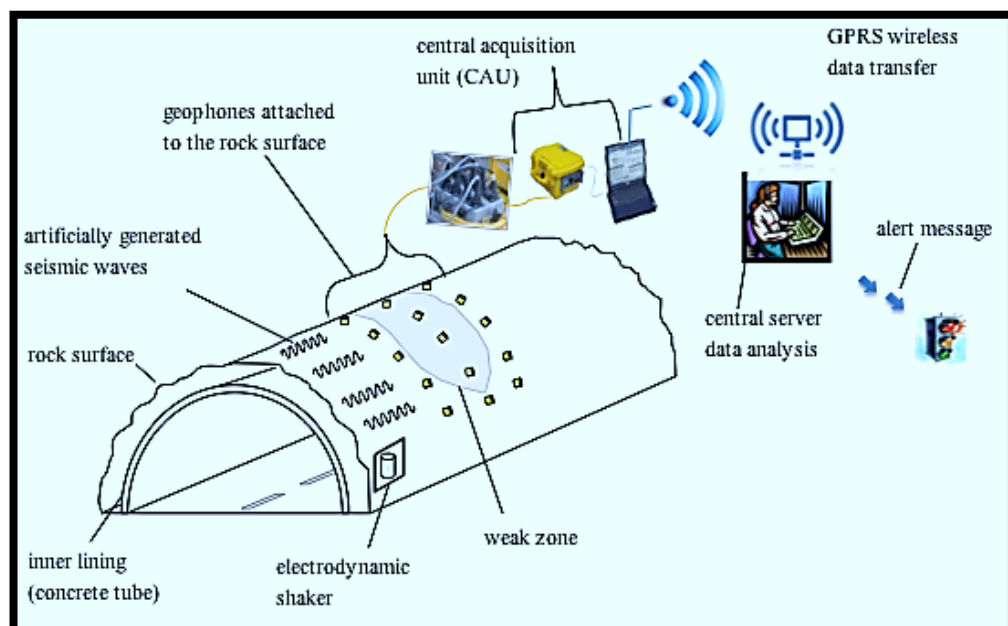 central acquisition
unit (CAU)
GPRS wireless
data transfer
geophones attached
to the rock surface
artificially generated
seismic waves
alert message
rock surface
central server
data analysis
weak zone
inner lining
(concrete tube)
electrodynamic
shaker